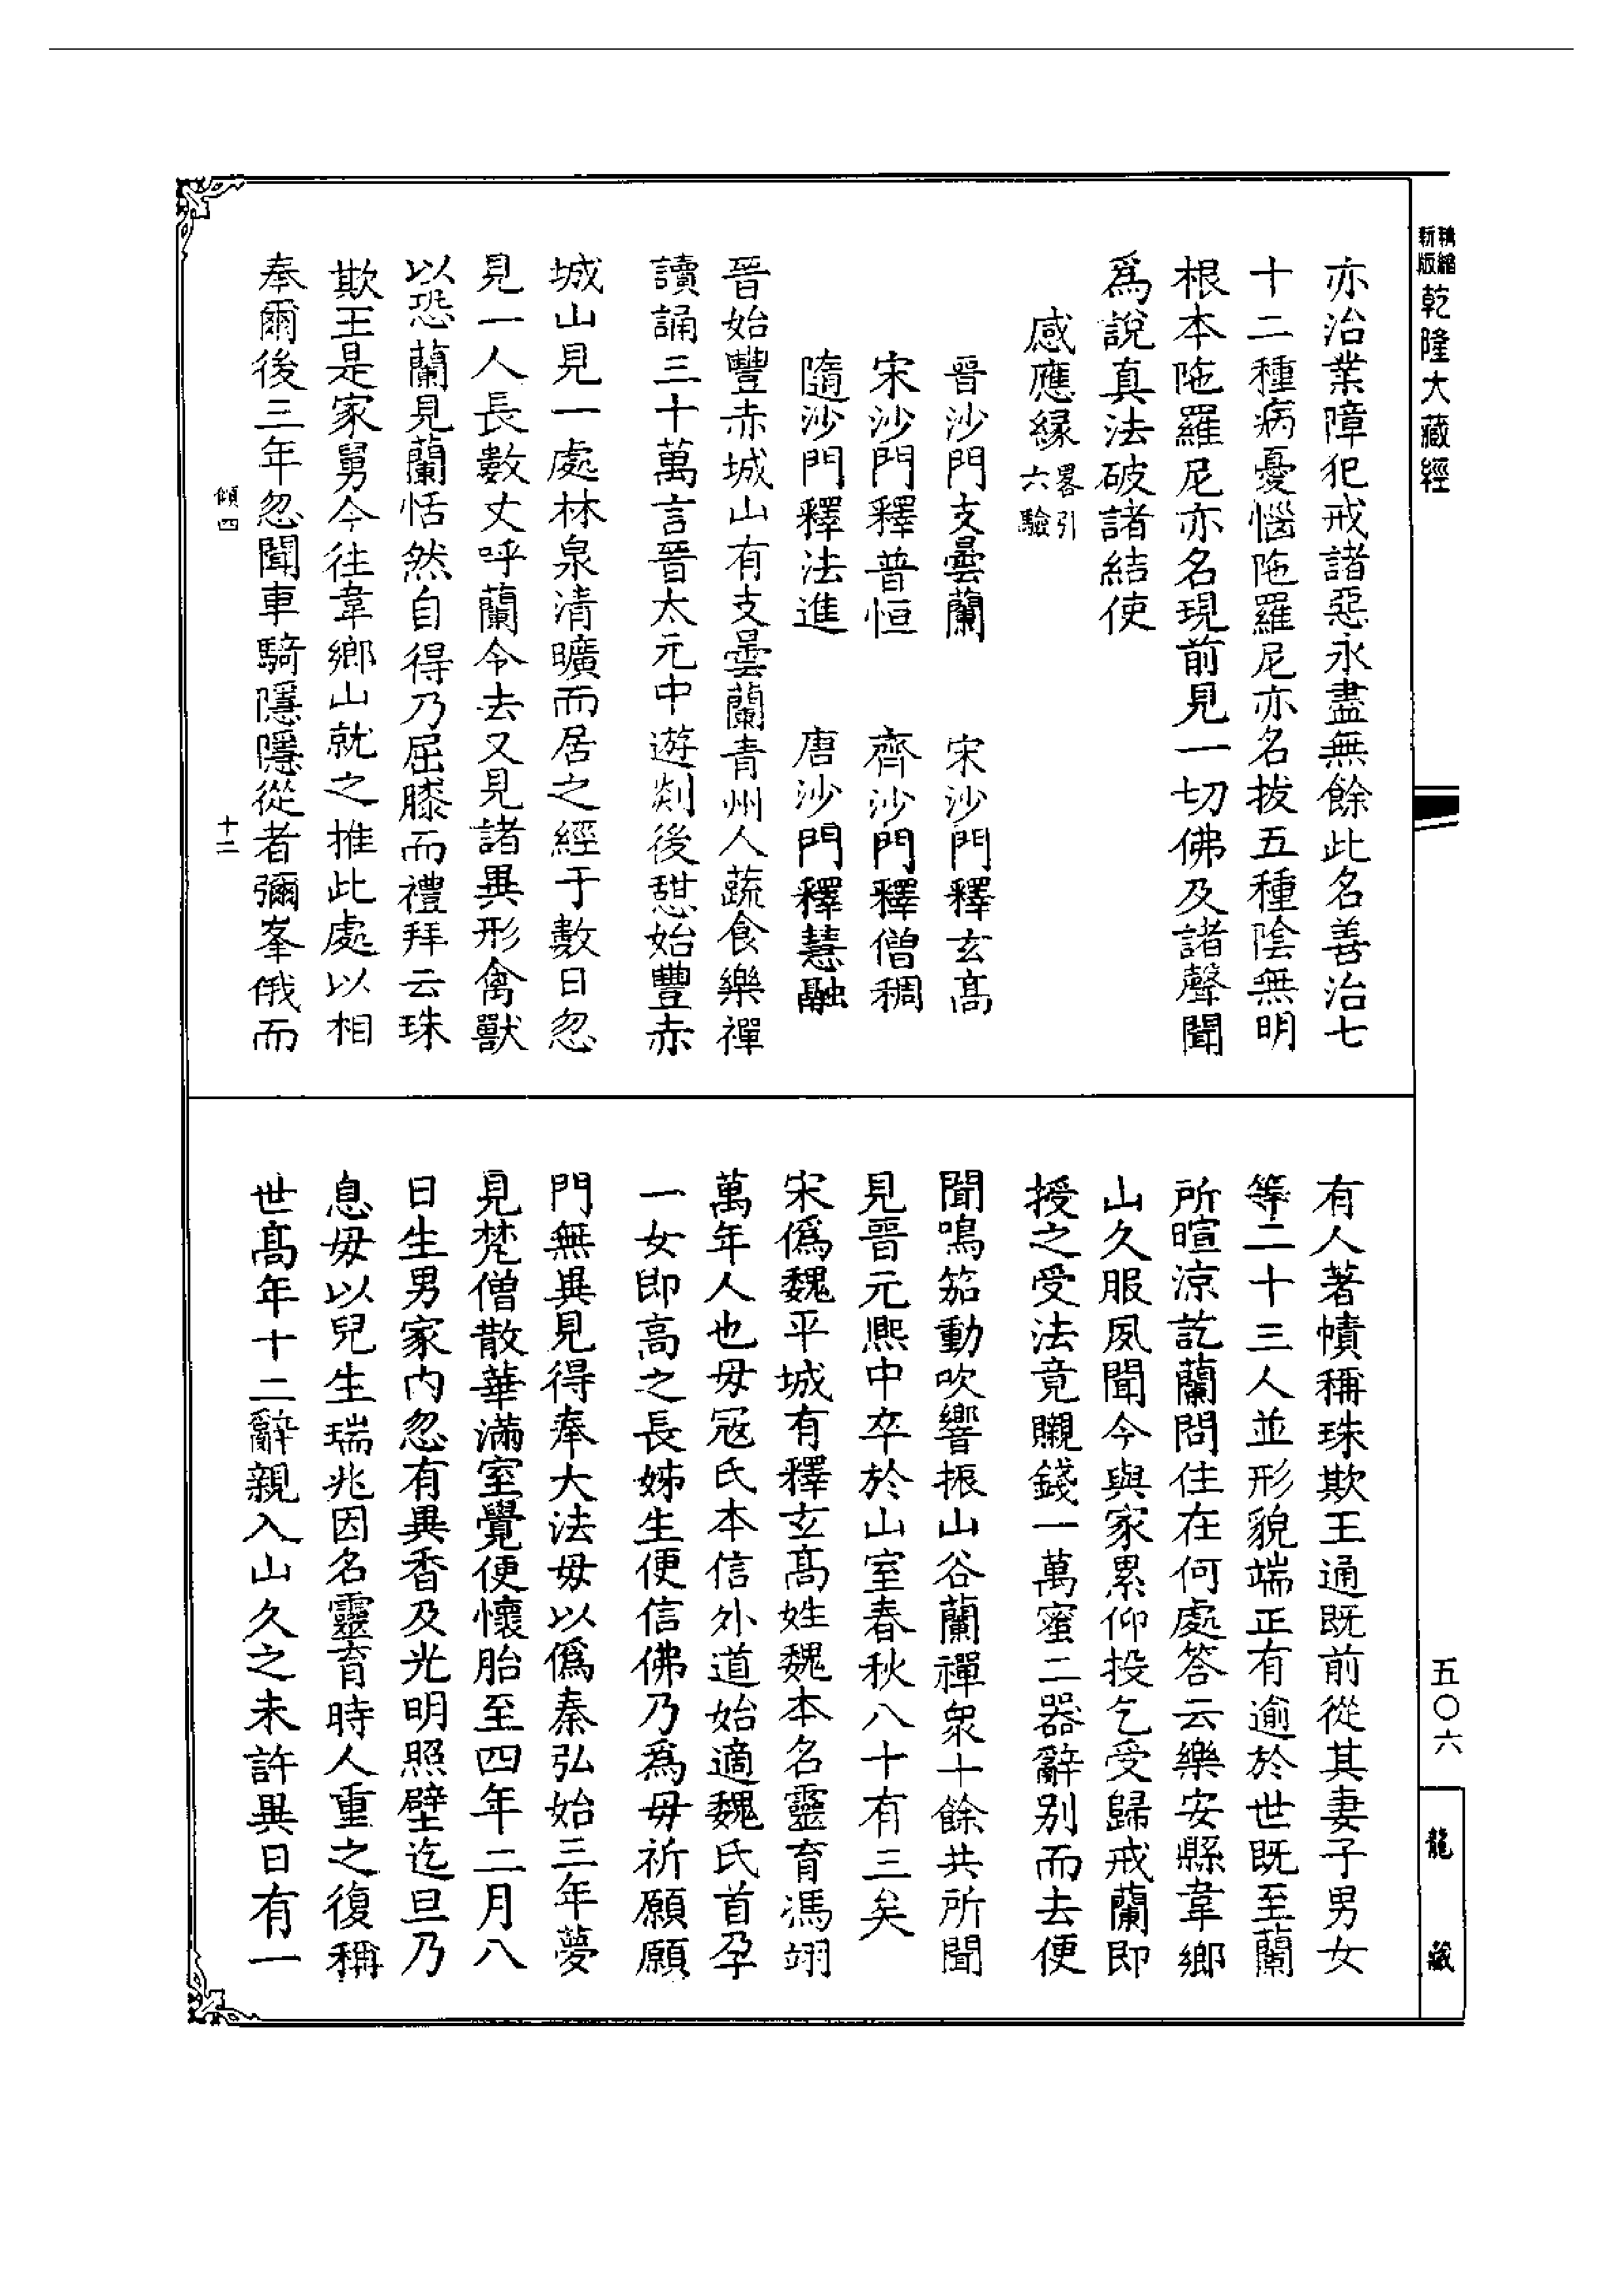 精縮
新版
乾隆大藏經
亦治業障犯戒諸惡永盡無餘此名善治七
十二種病憂惱陁羅尼亦名拔五種陰無明
根本陁羅尼亦名現前見一切佛及諸聲聞
爲說真法破諸結使
感應緣 畧引六驗
晉沙門支曇蘭 宋沙門釋玄高
宋沙門釋普恒 齊沙門釋僧稠
隨沙門釋法進 唐沙門釋慧融
晉始豐赤城山有支曇蘭青州人蔬食樂禪
讀誦三十萬言晉太元中遊剡後憇始豐赤
城山見一處林泉清曠而居之經于數日忽
見一人長數丈呼蘭令去又見諸異形禽獸
以恐蘭見蘭恬然自得乃屈膝而禮拜云珠
欺王是家舅今往韋鄉山就之推此處以相
奉爾後三年忽聞車騎隱隱從者彌峯俄而
傾四
十二
有人著幘稱珠欺王通既前從其妻子男女
等二十三人並形貌端正有逾於世既至蘭
所暄涼訖蘭問住在何處答云樂安縣韋鄉
山久服夙聞今與家累仰投乞受歸戒蘭即
授之受法竟䞋錢一萬蜜二器辭別而去便
聞鳴笳動吹響振山谷蘭禪衆十餘共所聞
見晉元熙中卒於山室春秋八十有三矣
宋僞魏平城有釋玄高姓魏本名靈育馮翊
萬年人也母寇氏本信外道始適魏氏首孕
一女即高之長姊生便信佛乃爲母祈願願
門無異見得奉大法母以僞秦弘始三年夢
見梵僧散華滿室覺便懷胎至四年二月八
日生男家內忽有異香及光明照壁迄旦乃
息母以兒生瑞兆因名靈育時人重之復稱
世高年十二辭親入山久之未許異日有一
五〇六
龍藏